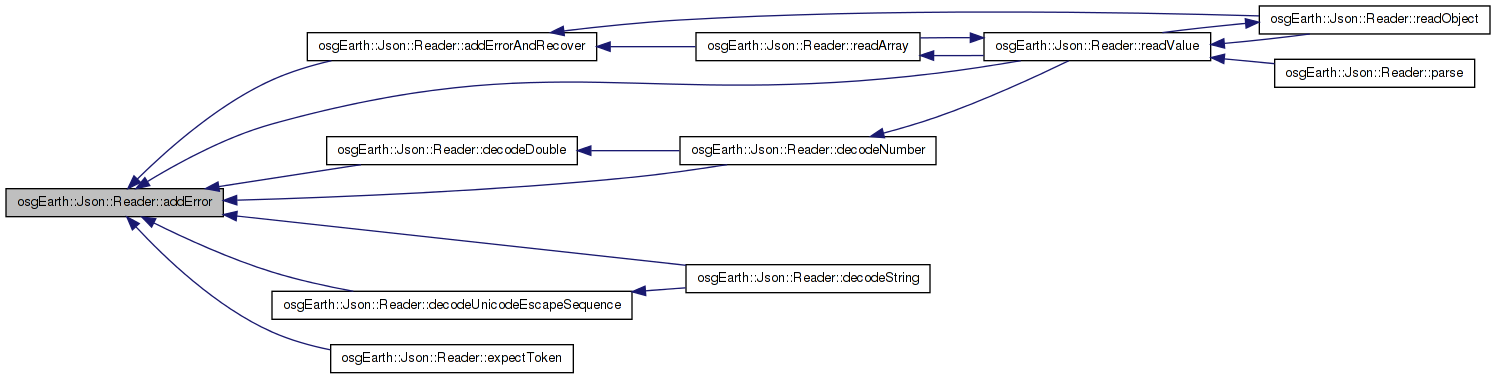 osgEarth::Json::Reader::readObject
osgEarth::Json::Reader::addErrorAndRecover
osgEarth::Json::Reader::readArray
osgEarth::Json::Reader::readValue
osgEarth::Json::Reader::parse
osgEarth::Json::Reader::decodeDouble
osgEarth::Json::Reader::decodeNumber
osgEarth::Json::Reader::addError
osgEarth::Json::Reader::decodeString
osgEarth::Json::Reader::decodeUnicodeEscapeSequence
osgEarth::Json::Reader::expectToken